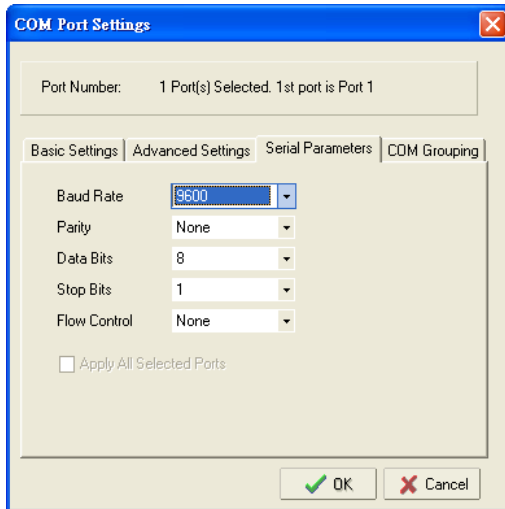 COM Port Settings
Port Number: 1 Port(s) Selected. 1st port is Port 1
Basic Settings Advanced Settings Serial Parameters COM Grouping
Baud Rate 9600
Parity None
Data Bits 8
Stop Bits 1
Flow Control None
Apply All Selected Ports
OK Cancel